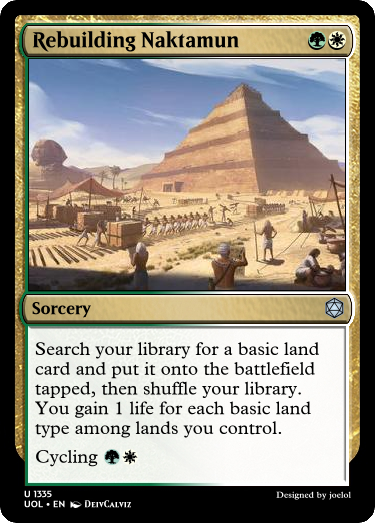 Rebuilding Naktamun
Sorcery
Search your library for a basic land
card and put it onto the battlefield
tapped, then shuffle your library.
You gain 1 life for each basic land
type among lands you control.
Cycling
U 1335
Designed by joelol
UOL • EN DeivCalviz